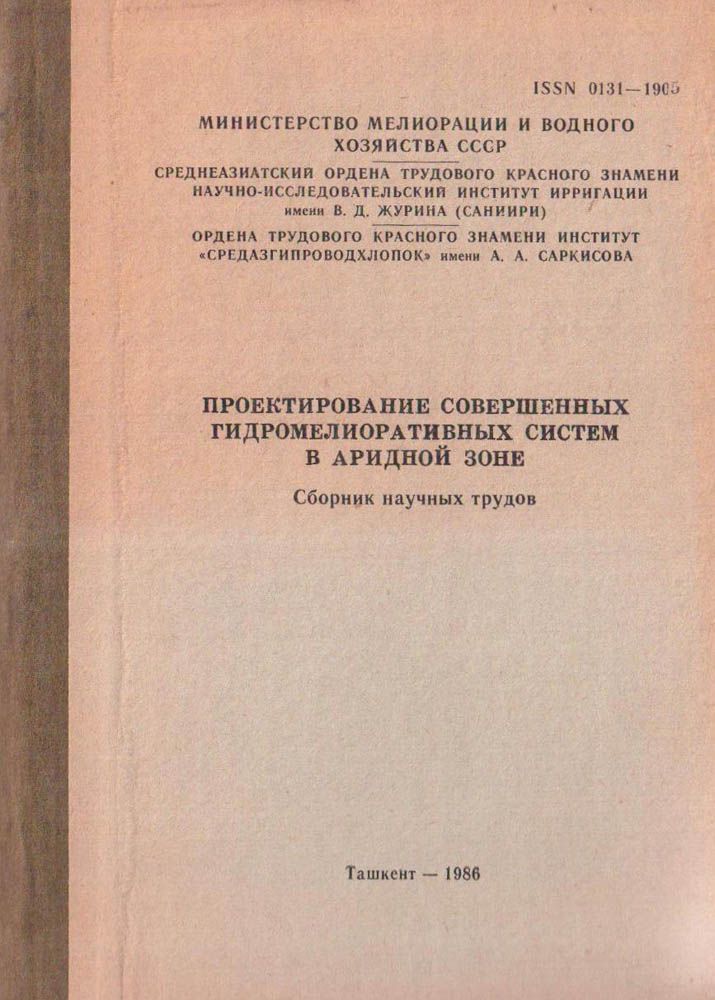 ISSN 0131—1905
МИНИСТЕРСТВО МЕЛИОРАЦИИ И ВОДНОГО
ХОЗЯЙСТВА СССР
СРЕДНЕАЗИАТСКИЙ ОРДЕНА ТРУДОВОГО КРАСНОГО ЗНАМЕНИ
НАУЧНО-ИССЛЕДОВАТЕЛЬСКИЙ ИНСТИТУТ ИРРИГАЦИИ
имени В. Д. ЖУРИНА (САНИИРИ)
ОРДЕНА ТРУДОВОГО КРАСНОГО ЗНАМЕНИ ИНСТИТУТ
«СРЕДАЗГИПРОВОДХЛОПОК» имени А. А. САРКИСОВА
ПРОЕКТИРОВАНИЕ СОВЕРШЕННЫХ
ГИДРОМЕЛИОРАТИВНЫХ СИСТЕМ
В АРИДНОЙ ЗОНЕ
Сборник научных трудов
Ташкент — 1986